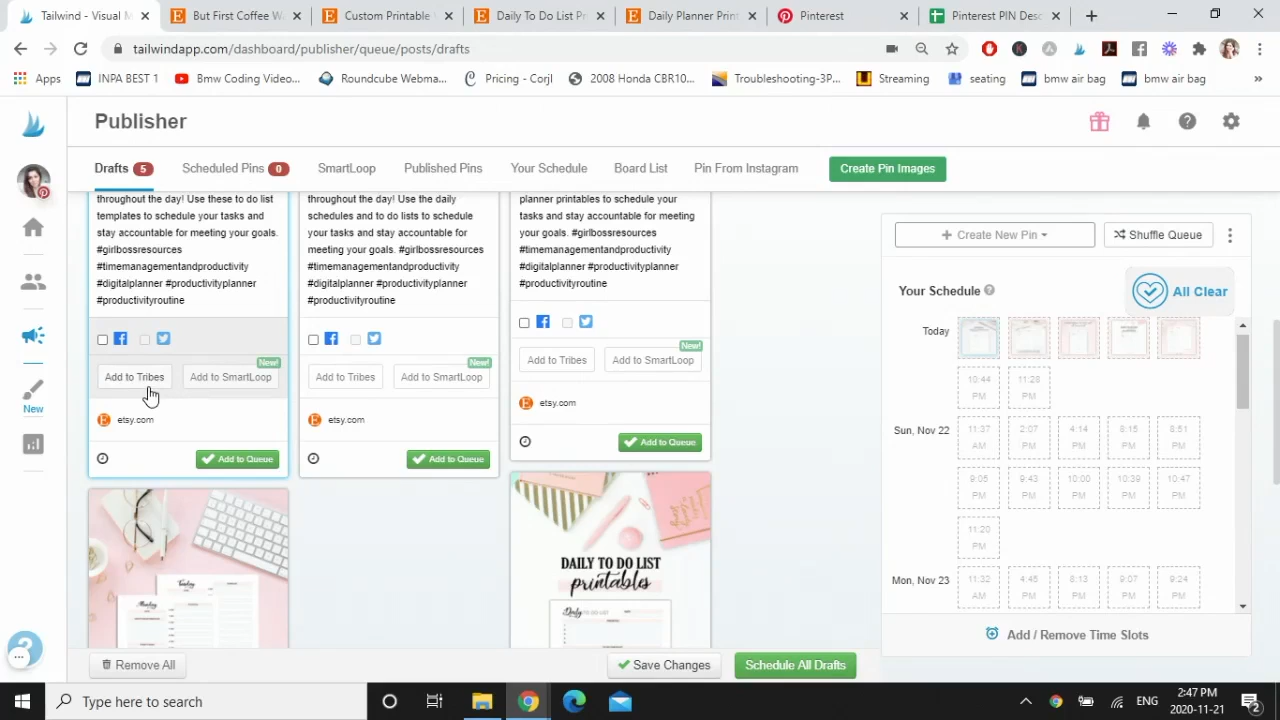 Tailwind - Visual M
But First Coffee W
Custom Printable
Daily To Do List P
Daily Planner Print
Pinterest
Pinterest PIN Desc
tailwindapp.com/dashboard/publisher/queue/posts/drafts
Apps
INPA BEST 1
Bmw Coding Video...
Roundcube Webma...
Pricing - Corjl
2008 Honda CBR10...
Troubleshooting-3P...
Streaming
seating
bmw air bag
bmw air bag
Publisher
Drafts 5
Scheduled Pins 0
SmartLoop
Published Pins
Your Schedule
Board List
Pin From Instagram
Create Pin Images
New
throughout the day! Use these to do list
templates to schedule your tasks and
stay accountable for meeting your goals.
#girlbossresources
#timemanagementandproductivity
#digitalplanner #productivityplanner
#productivityroutine
New!
Add to Tribes
Add to SmartLoop
etsy.com
Add to Queue
throughout the day! Use the daily
schedules and to do lists to schedule
your tasks and stay accountable for
meeting your goals. #girlbossresources
#timemanagementandproductivity
#digitalplanner #productivityplanner
#productivityroutine
New!
Add to Tribes
Add to SmartLoop
etsy.com
Add to Queue
planner printables to schedule your
tasks and stay accountable for meeting
your goals. #girlbossresources
#timemanagementandproductivity
#digitalplanner #productivityplanner
#productivityroutine
New!
Add to Tribes
Add to SmartLoop
etsy.com
Add to Queue
Tuesday
Monday
DAILY TO DO LIST
printables
Daily
Create New Pin
Shuffle Queue
Your Schedule
All Clear
Today
10:44 PM
11:28 PM
Sun, Nov 22
11:37 AM
2:07 PM
4:14 PM
8:15 PM
8:51 PM
9:05 PM
9:43 PM
10:00 PM
10:39 PM
10:47 PM
11:20 PM
Mon, Nov 23
11:32 AM
4:45 PM
8:13 PM
9:07 PM
9:24 PM
Add / Remove Time Slots
Remove All
Save Changes
Schedule All Drafts
Type here to search
ENG
2:47 PM
2020-11-21
2